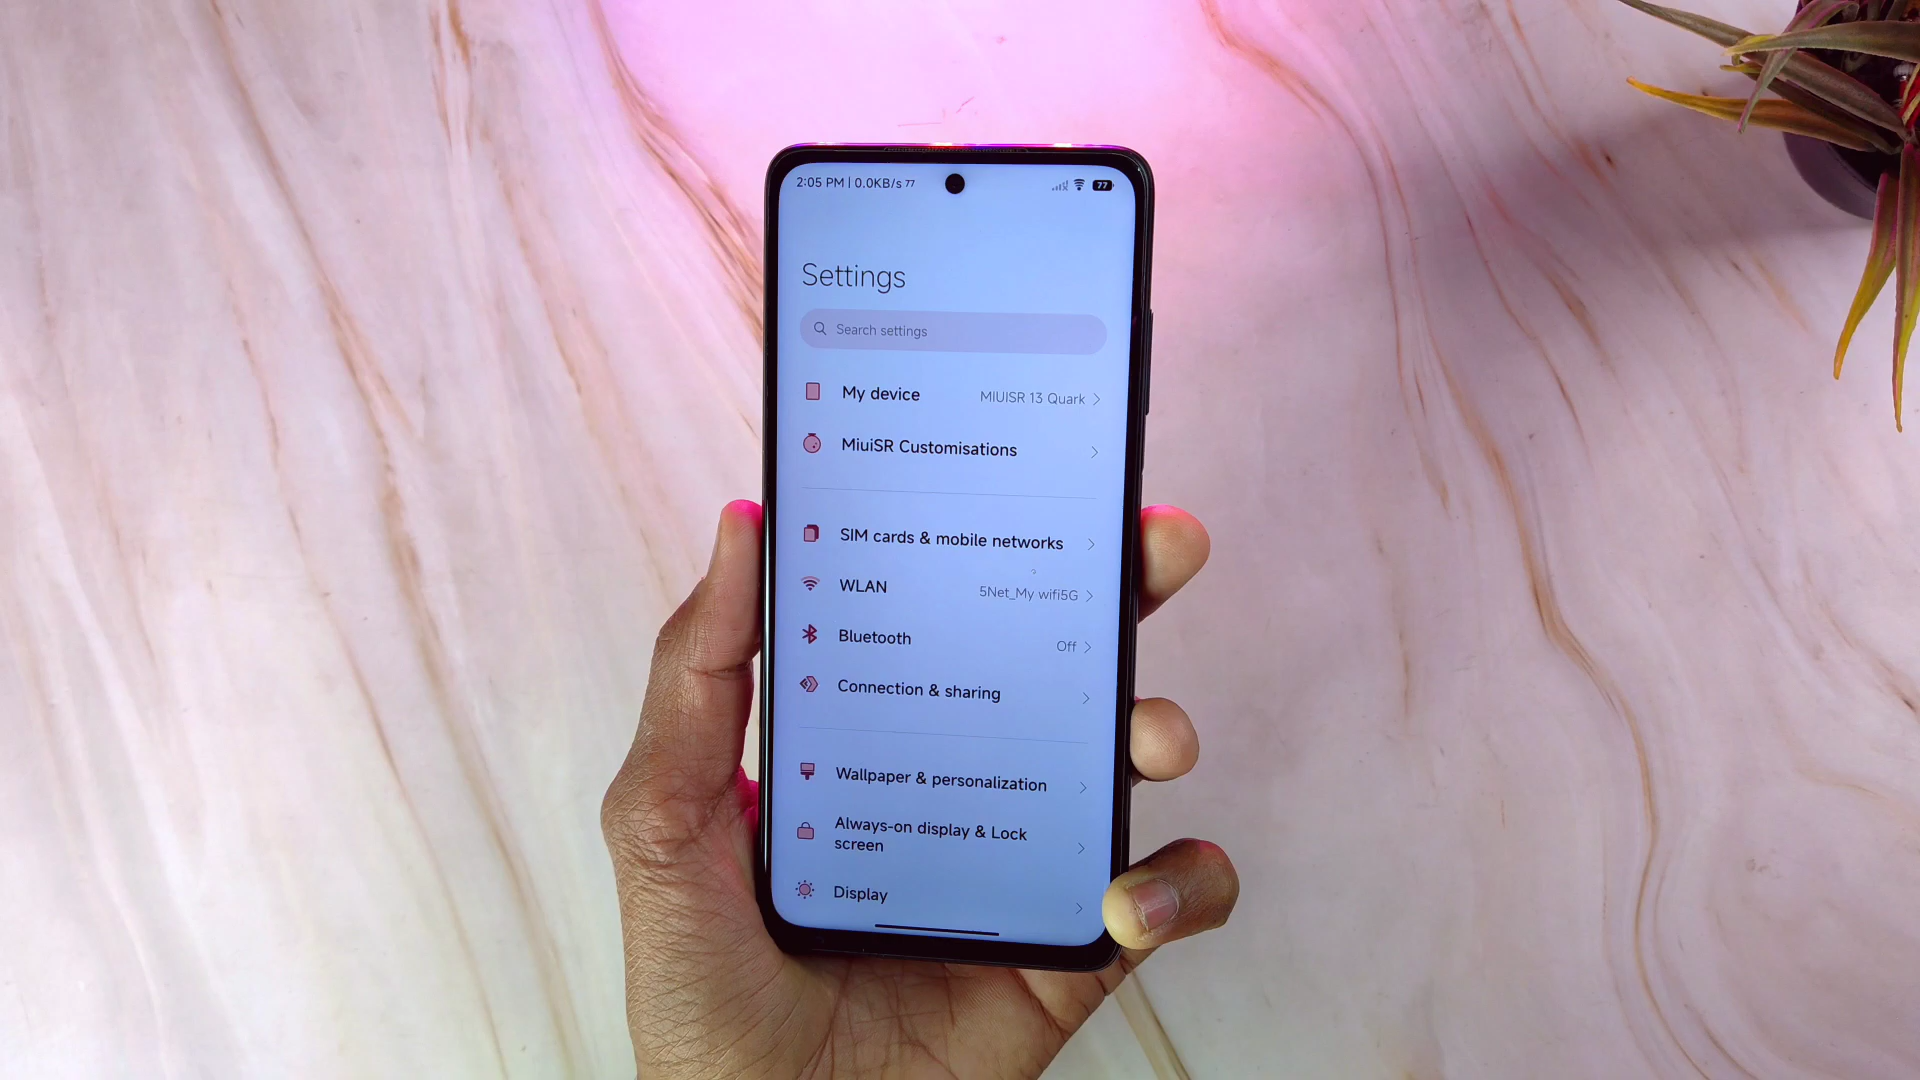 2:05 PM | 0.0KB/s 77
77
Settings
Search settings
My device
MIUISR 13 Quark
MiuiSR Customisations
SIM cards & mobile networks
WLAN
5Net_My wifi5G
Bluetooth
Off
Connection & sharing
Wallpaper & personalization
Always-on display & Lock
screen
Display